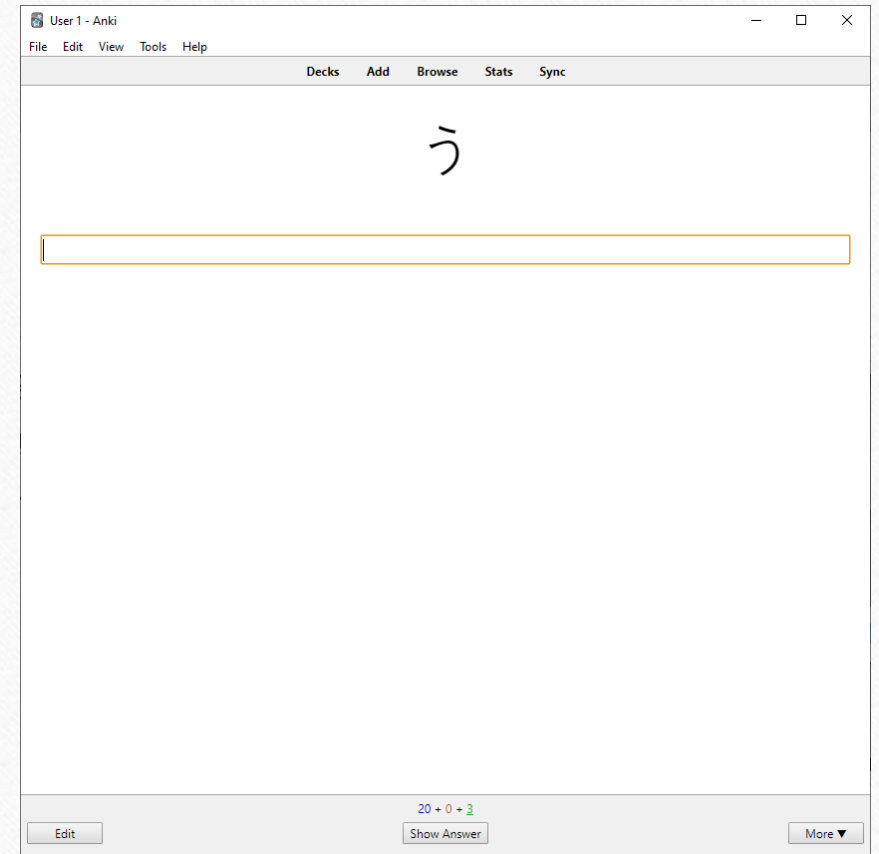 User 1 - Anki
File Edit View Tools Help
Decks Add Browse Stats Sync
う
20 + 0 + 3
Edit Show Answer More ▼